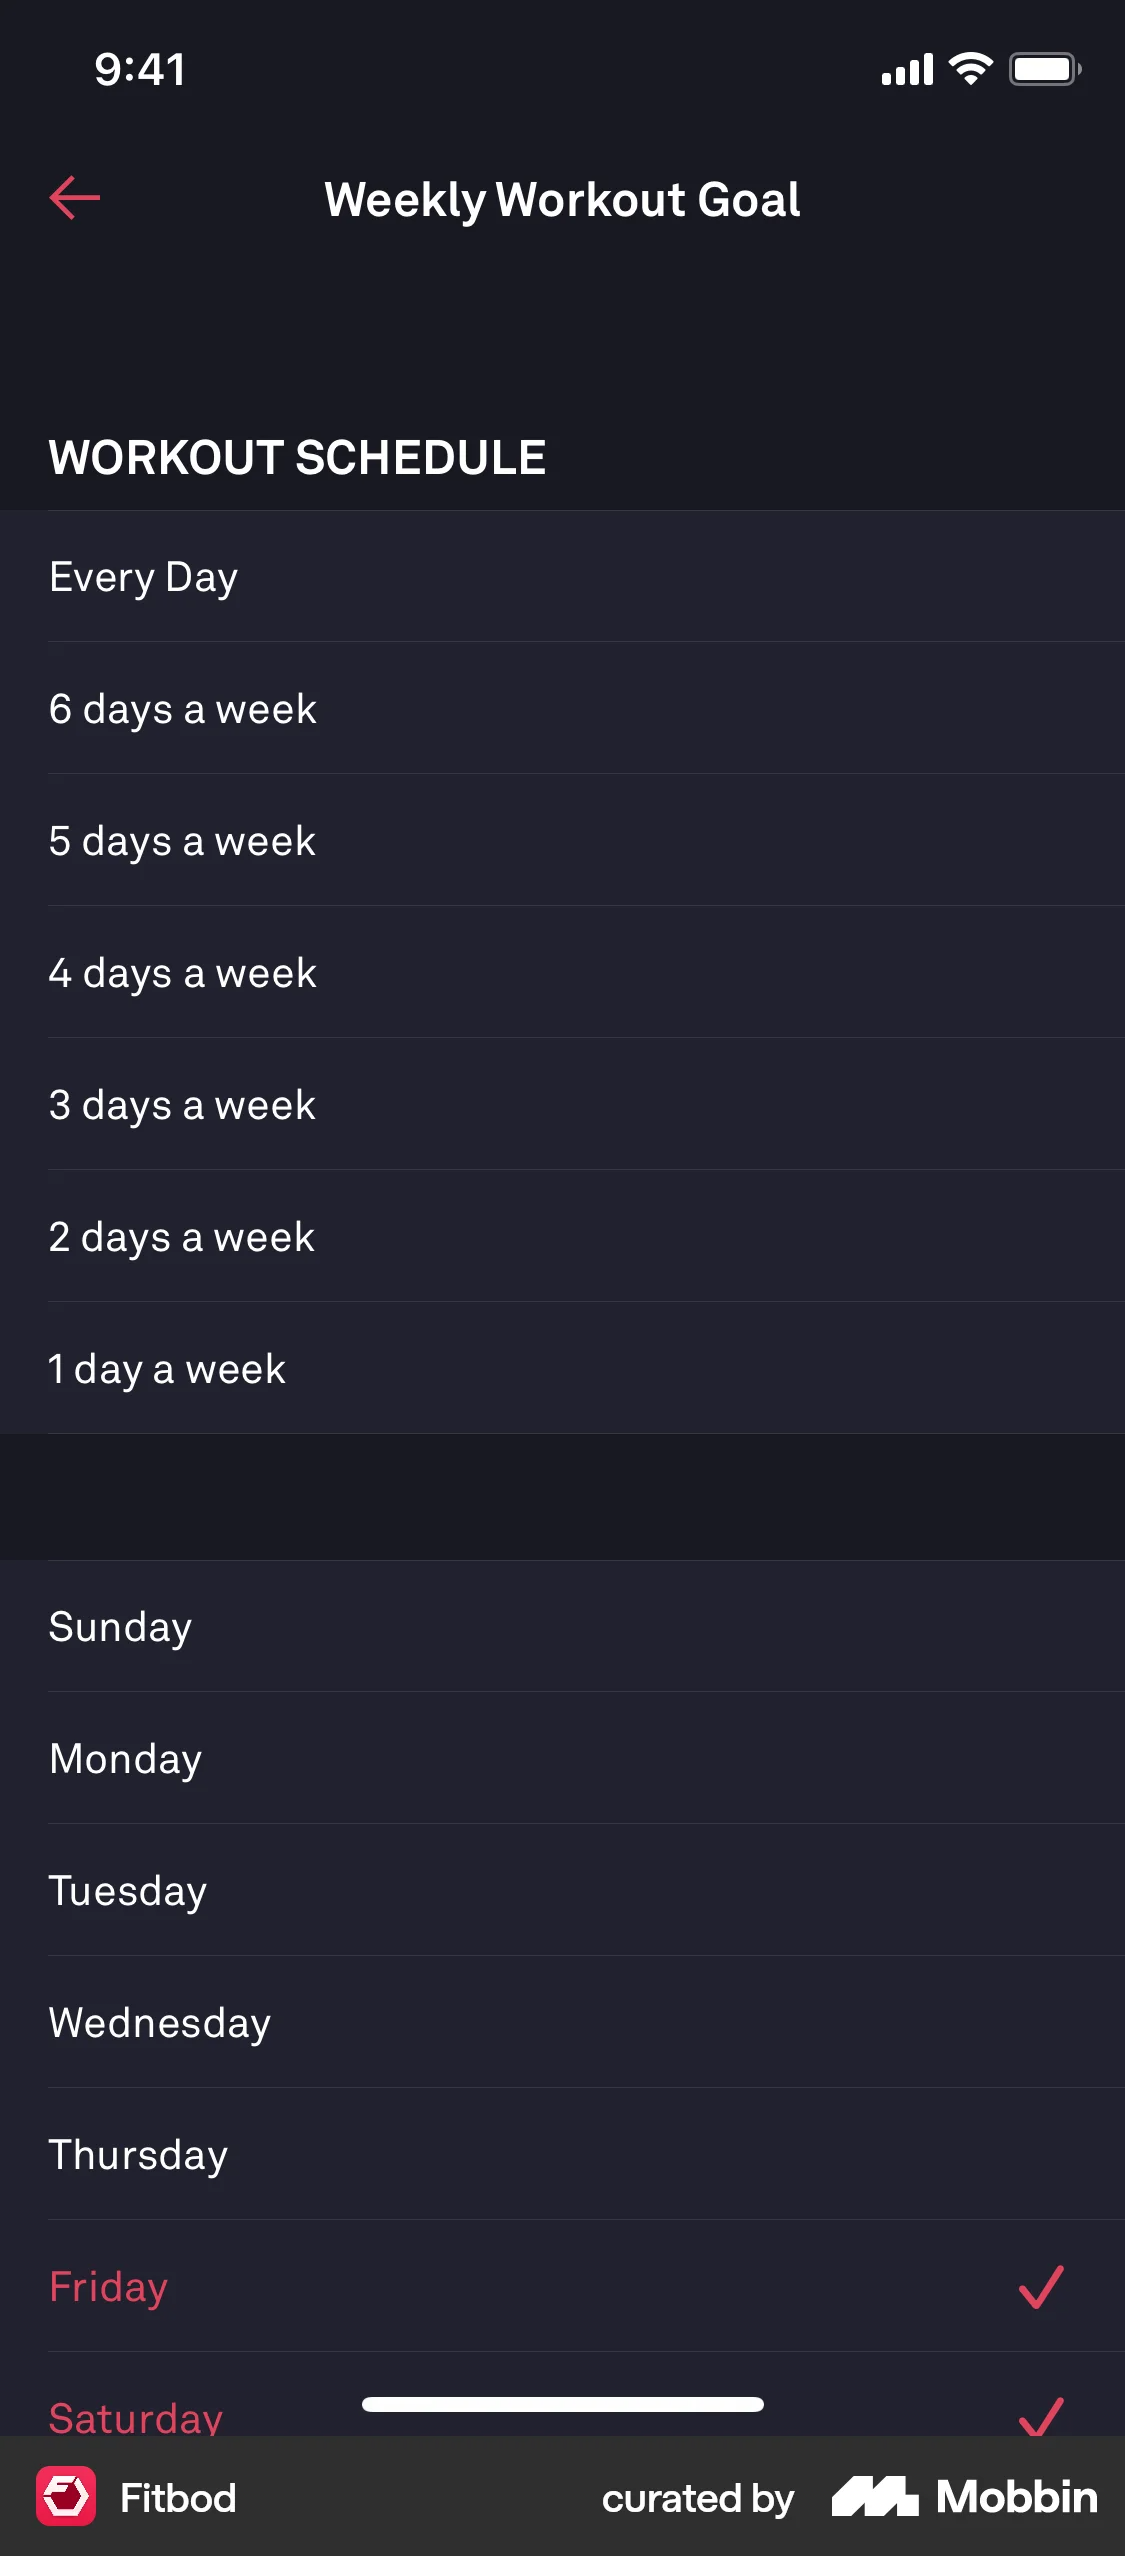 9:41
Weekly Workout Goal
WORKOUT SCHEDULE
Every Day
6 days a week
5 days a week
4 days a week
3 days a week
2 days a week
1 day a week
Sunday
Monday
Tuesday
Wednesday
Thursday
Friday
Saturday
Fitbod curated by Mobbin